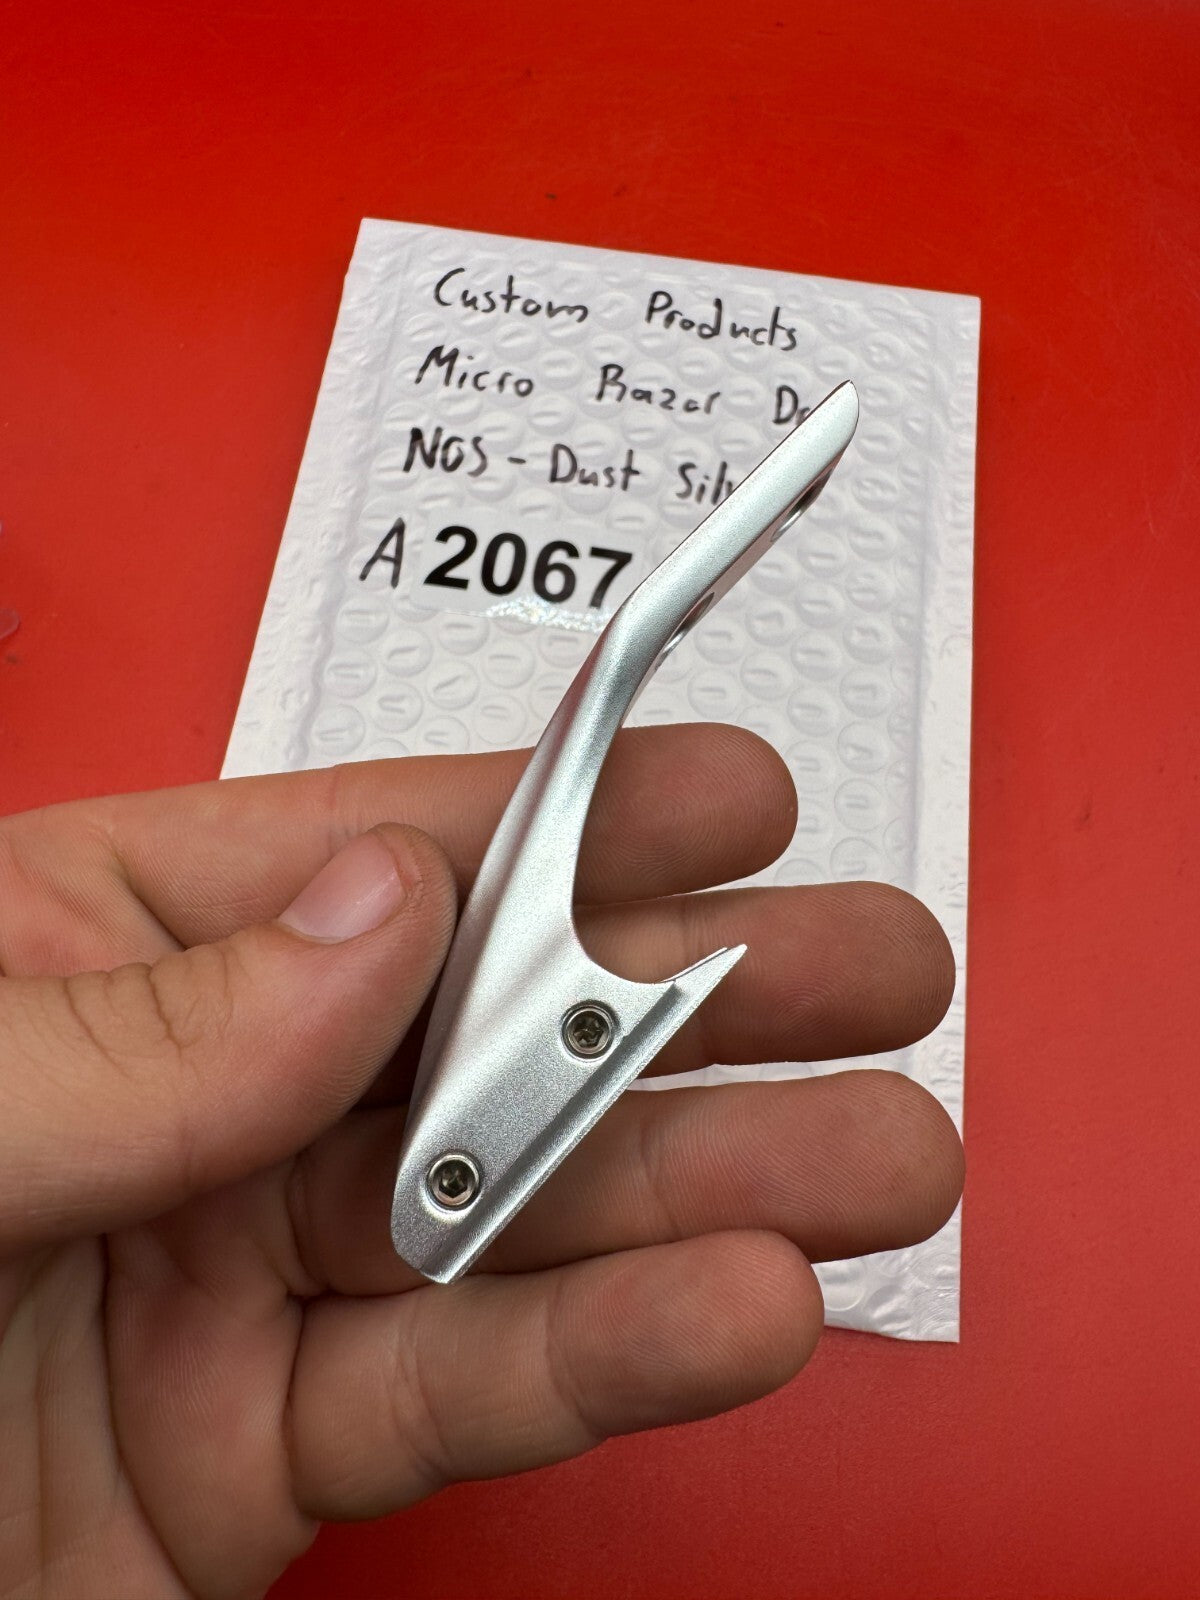 Custom Products
Micro Razor
NOS - Dust
A 2067